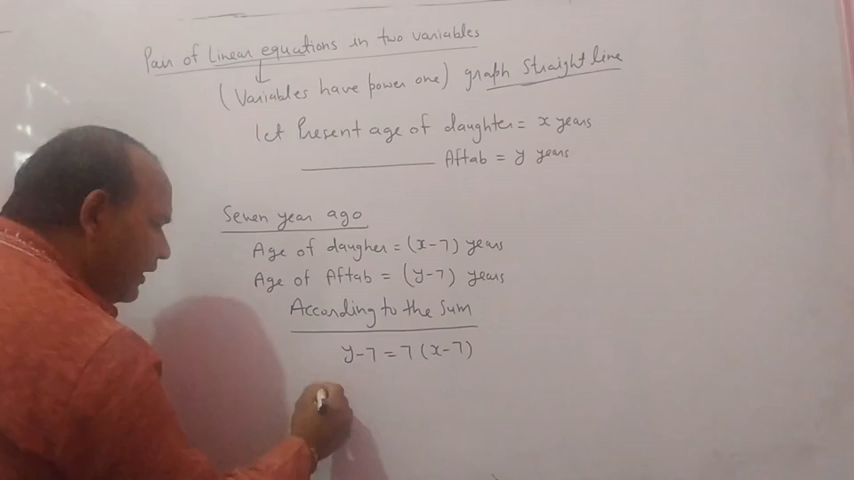 Pair of Linear equations in two variables
(Variables have power one) graph straight line
Let Present age of daughter = x years
Aftab = y years
Seven year ago
Age of daugher = (x-7) years
Age of Aftab = (y-7) years
According to the Sum
y-7 = 7 (x-7)